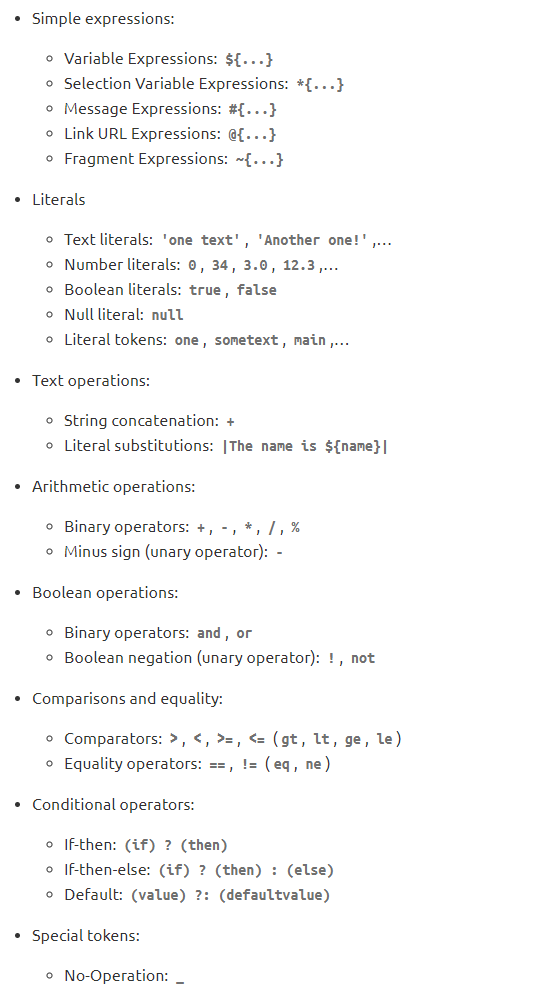 Simple expressions:
Variable Expressions: ${...}
Selection Variable Expressions: *{...}
Message Expressions: #{...}
Link URL Expressions: @{...}
Fragment Expressions: ~{...}
Literals
Text literals: 'one text', 'Another one!',…
Number literals: 0, 34, 3.0, 12.3,…
Boolean literals: true, false
Null literal: null
Literal tokens: one, sometext, main,…
Text operations:
String concatenation: +
Literal substitutions: |The name is ${name}|
Arithmetic operations:
Binary operators: +, -, *, /, %
Minus sign (unary operator): -
Boolean operations:
Binary operators: and, or
Boolean negation (unary operator): !, not
Comparisons and equality:
Comparators: >, <, >=, <= (gt, lt, ge, le)
Equality operators: ==, != (eq, ne)
Conditional operators:
If-then: (if) ? (then)
If-then-else: (if) ? (then) : (else)
Default: (value) ?: (defaultvalue)
Special tokens:
No-Operation: _